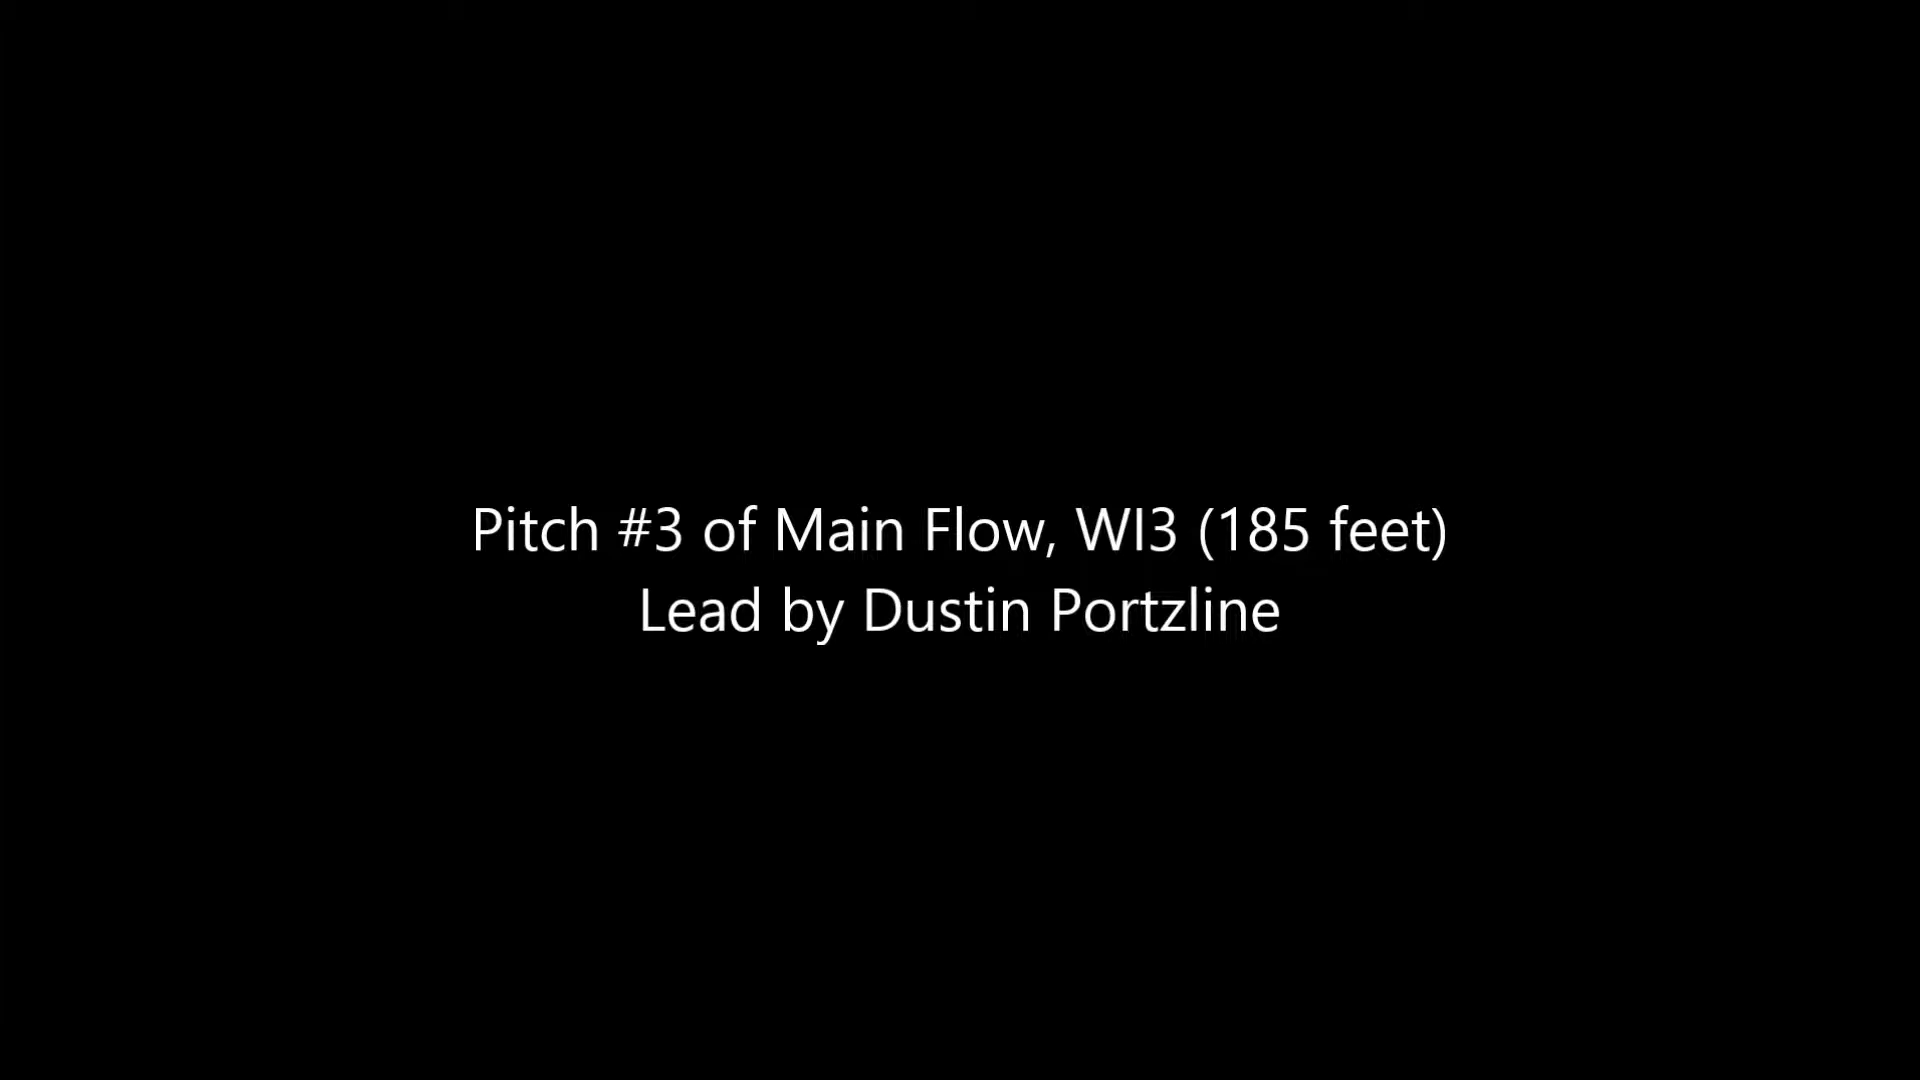 Pitch #3 of Main Flow, WI3 (185 feet)
Lead by Dustin Portzline